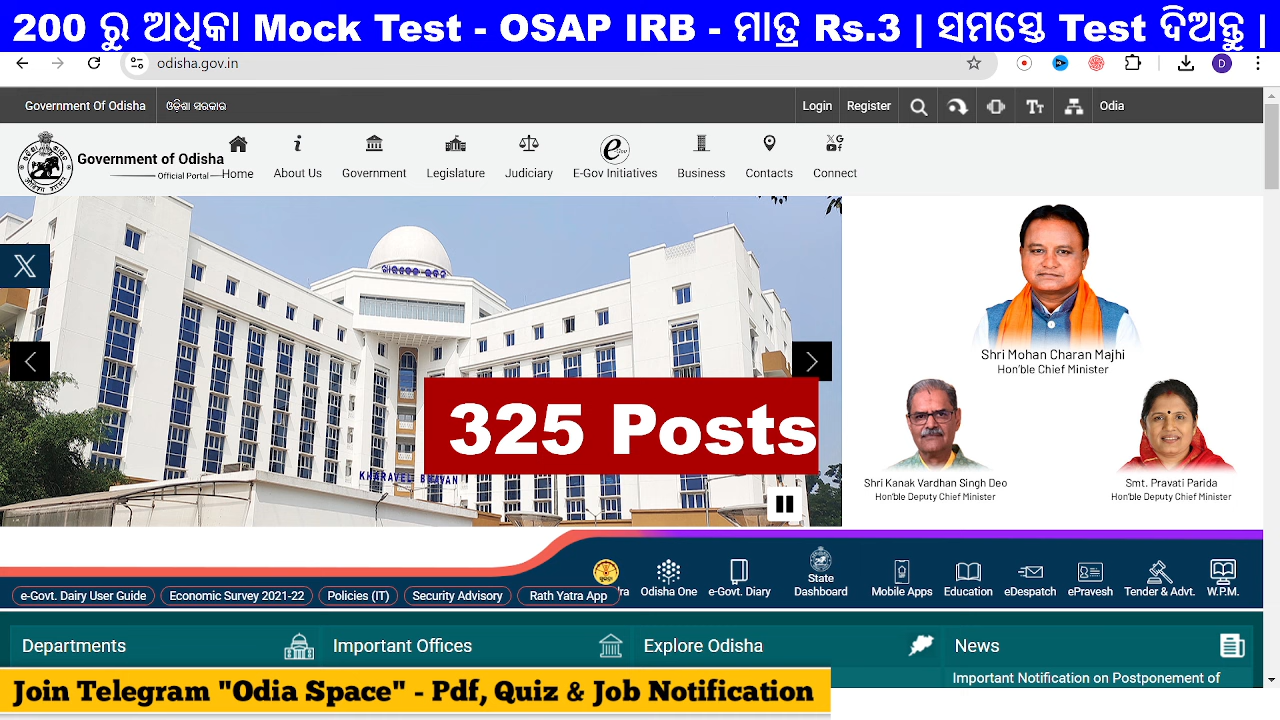 200 ରୁ ଅଧିକା Mock Test - OSAP IRB - ମାତ୍ର Rs.3 | ସମସ୍ତେ Test ଦିଅନ୍ତୁ |
odisha.gov.in
D
Government Of Odisha
ଓଡ଼ିଶା ସରକାର
Login
Register
Odia
Government of Odisha
Official Portal
Home
About Us
Government
Legislature
Judiciary
E-Gov Initiatives
Business
Contacts
Connect
ଖାରବେଳ ଭବନ
KHARAVEL BHAVAN
325 Posts
Shri Mohan Charan Majhi
Hon'ble Chief Minister
Shri Kanak Vardhan Singh Deo
Hon'ble Deputy Chief Minister
Smt. Pravati Parida
Hon'ble Deputy Chief Minister
e-Govt. Dairy User Guide
Economic Survey 2021-22
Policies (IT)
Security Advisory
Rath Yatra App
Odisha One
e-Govt. Diary
State
Dashboard
Mobile Apps
Education
eDespatch
ePravesh
Tender & Advt.
W.P.M.
Departments
Important Offices
Explore Odisha
News
Important Notification on Postponement of
Join Telegram "Odia Space" - Pdf, Quiz & Job Notification